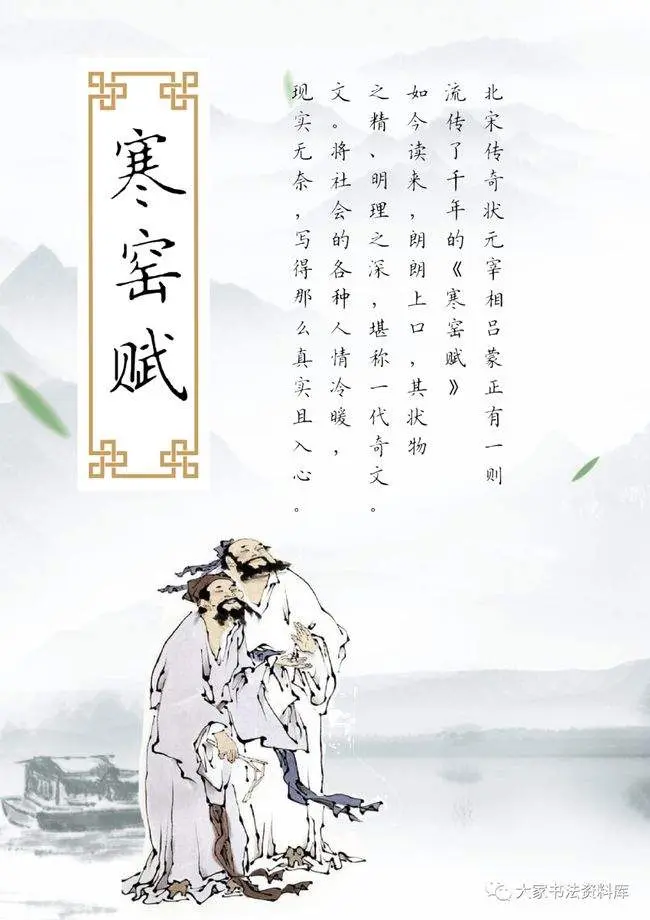 寒窑赋
北宋传奇状元宰相吕蒙正有一则
流传了千年的《寒窑赋》
如今读来，朗朗上口，其状物
之精、明理之深，堪称一代奇文。
文。将社会的各种人情冷暖，
现实无奈，写得那么真实且入心。
大家书法资料库